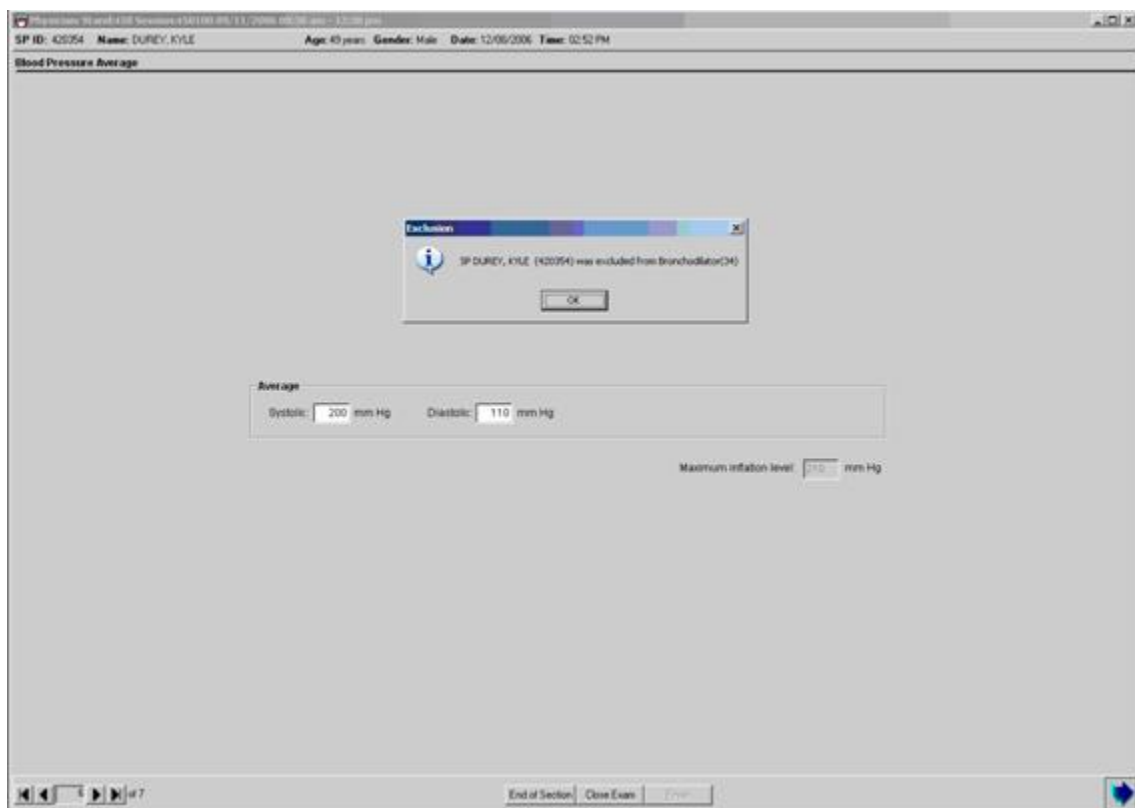 SP ID: 420354 Name: DUREY, KYLE Age: 49 years Gender: Male Date: 12/08/2006 Time: 02:52 PM
Blood Pressure Average
Exclusion
SP DUREY, KYLE (420354) was excluded from Bronchodilator(34)
OK
Average
Systolic: 200 mm Hg Diastolic: 110 mm Hg
Maximum inflation level: mm Hg
6 of 7
End of Section Close Exam